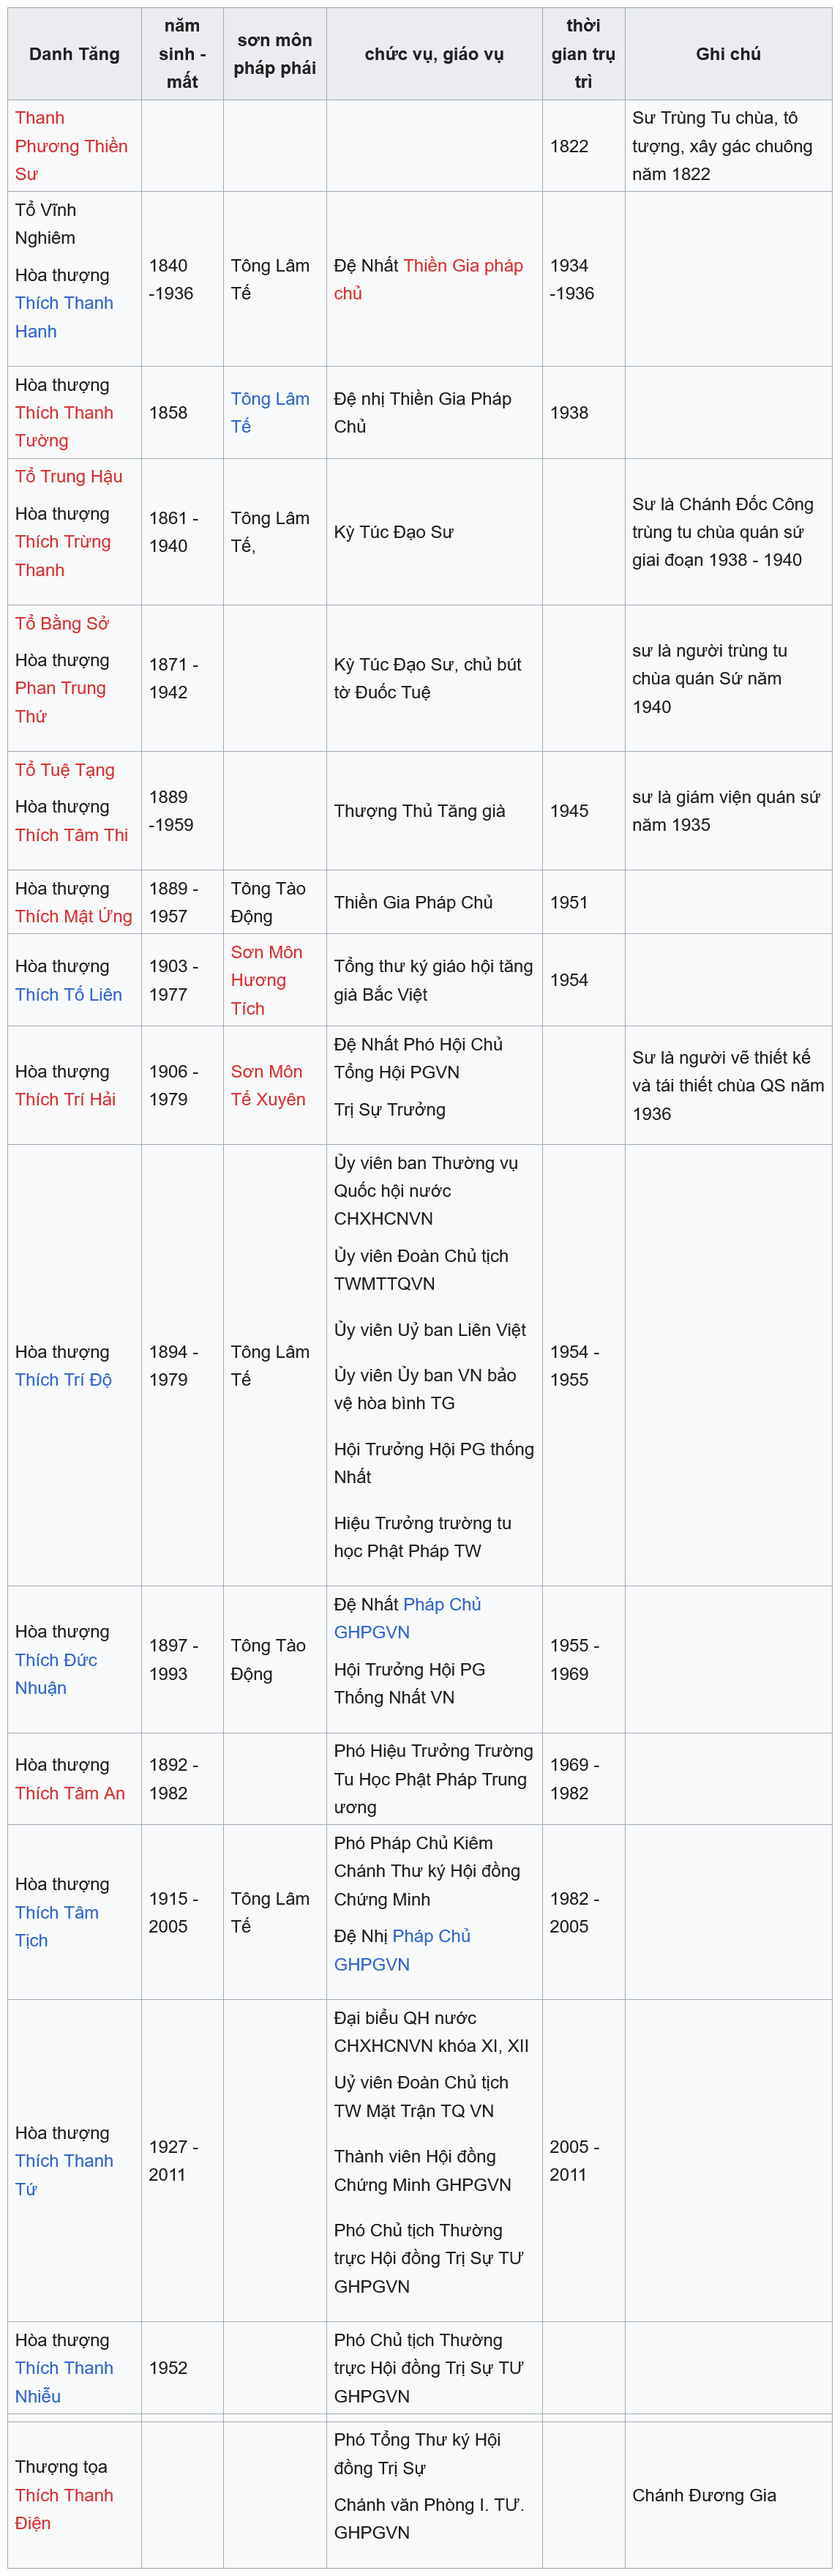 Danh Tăng
năm
sinh -
mất
sơn môn
pháp phái
chức vụ, giáo vụ
thời
gian trụ
trì
Ghi chú
Thanh
Phương Thiền
Sư
1822
Sư Trùng Tu chùa, tô
tượng, xây gác chuông
năm 1822
Tổ Vĩnh
Nghiêm
Hòa thượng
Thích Thanh
Hanh
1840
-1936
Tông Lâm
Tế
Đệ Nhất Thiền Gia pháp
chủ
1934
-1936
Hòa thượng
Thích Thanh
Tường
1858
Tông Lâm
Tế
Đệ nhị Thiền Gia Pháp
Chủ
1938
Tổ Trung Hậu
Hòa thượng
Thích Trừng
Thanh
1861 -
1940
Tông Lâm
Tế,
Kỳ Túc Đạo Sư
Sư là Chánh Đốc Công
trùng tu chùa quán sứ
giai đoạn 1938 - 1940
Tổ Bằng Sở
Hòa thượng
Phan Trung
Thứ
1871 -
1942
Kỳ Túc Đạo Sư, chủ bút
tờ Đuốc Tuệ
sư là người trùng tu
chùa quán Sứ năm
1940
Tổ Tuệ Tạng
Hòa thượng
Thích Tâm Thi
1889
-1959
Thượng Thủ Tăng già
1945
sư là giám viện quán sứ
năm 1935
Hòa thượng
Thích Mật Ứng
1889 -
1957
Tông Tào
Động
Thiền Gia Pháp Chủ
1951
Hòa thượng
Thích Tố Liên
1903 -
1977
Sơn Môn
Hương
Tích
Tổng thư ký giáo hội tăng
già Bắc Việt
1954
Hòa thượng
Thích Trí Hải
1906 -
1979
Sơn Môn
Tế Xuyên
Đệ Nhất Phó Hội Chủ
Tổng Hội PGVN
Trị Sự Trưởng
Sư là người vẽ thiết kế
và tái thiết chùa QS năm
1936
Hòa thượng
Thích Trí Độ
1894 -
1979
Tông Lâm
Tế
Ủy viên ban Thường vụ
Quốc hội nước
CHXHCNVN
Ủy viên Đoàn Chủ tịch
TWMTTQVN
Ủy viên Uỷ ban Liên Việt
Ủy viên Ủy ban VN bảo
vệ hòa bình TG
Hội Trưởng Hội PG thống
Nhất
Hiệu Trưởng trường tu
học Phật Pháp TW
1954 -
1955
Hòa thượng
Thích Đức
Nhuận
1897 -
1993
Tông Tào
Động
Đệ Nhất Pháp Chủ
GHPGVN
Hội Trưởng Hội PG
Thống Nhất VN
1955 -
1969
Hòa thượng
Thích Tâm An
1892 -
1982
Phó Hiệu Trưởng Trường
Tu Học Phật Pháp Trung
ương
1969 -
1982
Hòa thượng
Thích Tâm
Tịch
1915 -
2005
Tông Lâm
Tế
Phó Pháp Chủ Kiêm
Chánh Thư ký Hội đồng
Chứng Minh
Đệ Nhị Pháp Chủ
GHPGVN
1982 -
2005
Hòa thượng
Thích Thanh
Tứ
1927 -
2011
Đại biểu QH nước
CHXHCNVN khóa XI, XII
Uỷ viên Đoàn Chủ tịch
TW Mặt Trận TQ VN
Thành viên Hội đồng
Chứng Minh GHPGVN
Phó Chủ tịch Thường
trực Hội đồng Trị Sự TƯ
GHPGVN
2005 -
2011
Hòa thượng
Thích Thanh
Nhiễu
1952
Phó Chủ tịch Thường
trực Hội đồng Trị Sự TƯ
GHPGVN
Thượng tọa
Thích Thanh
Điện
Phó Tổng Thư ký Hội
đồng Trị Sự
Chánh văn Phòng I. TƯ.
GHPGVN
Chánh Đương Gia